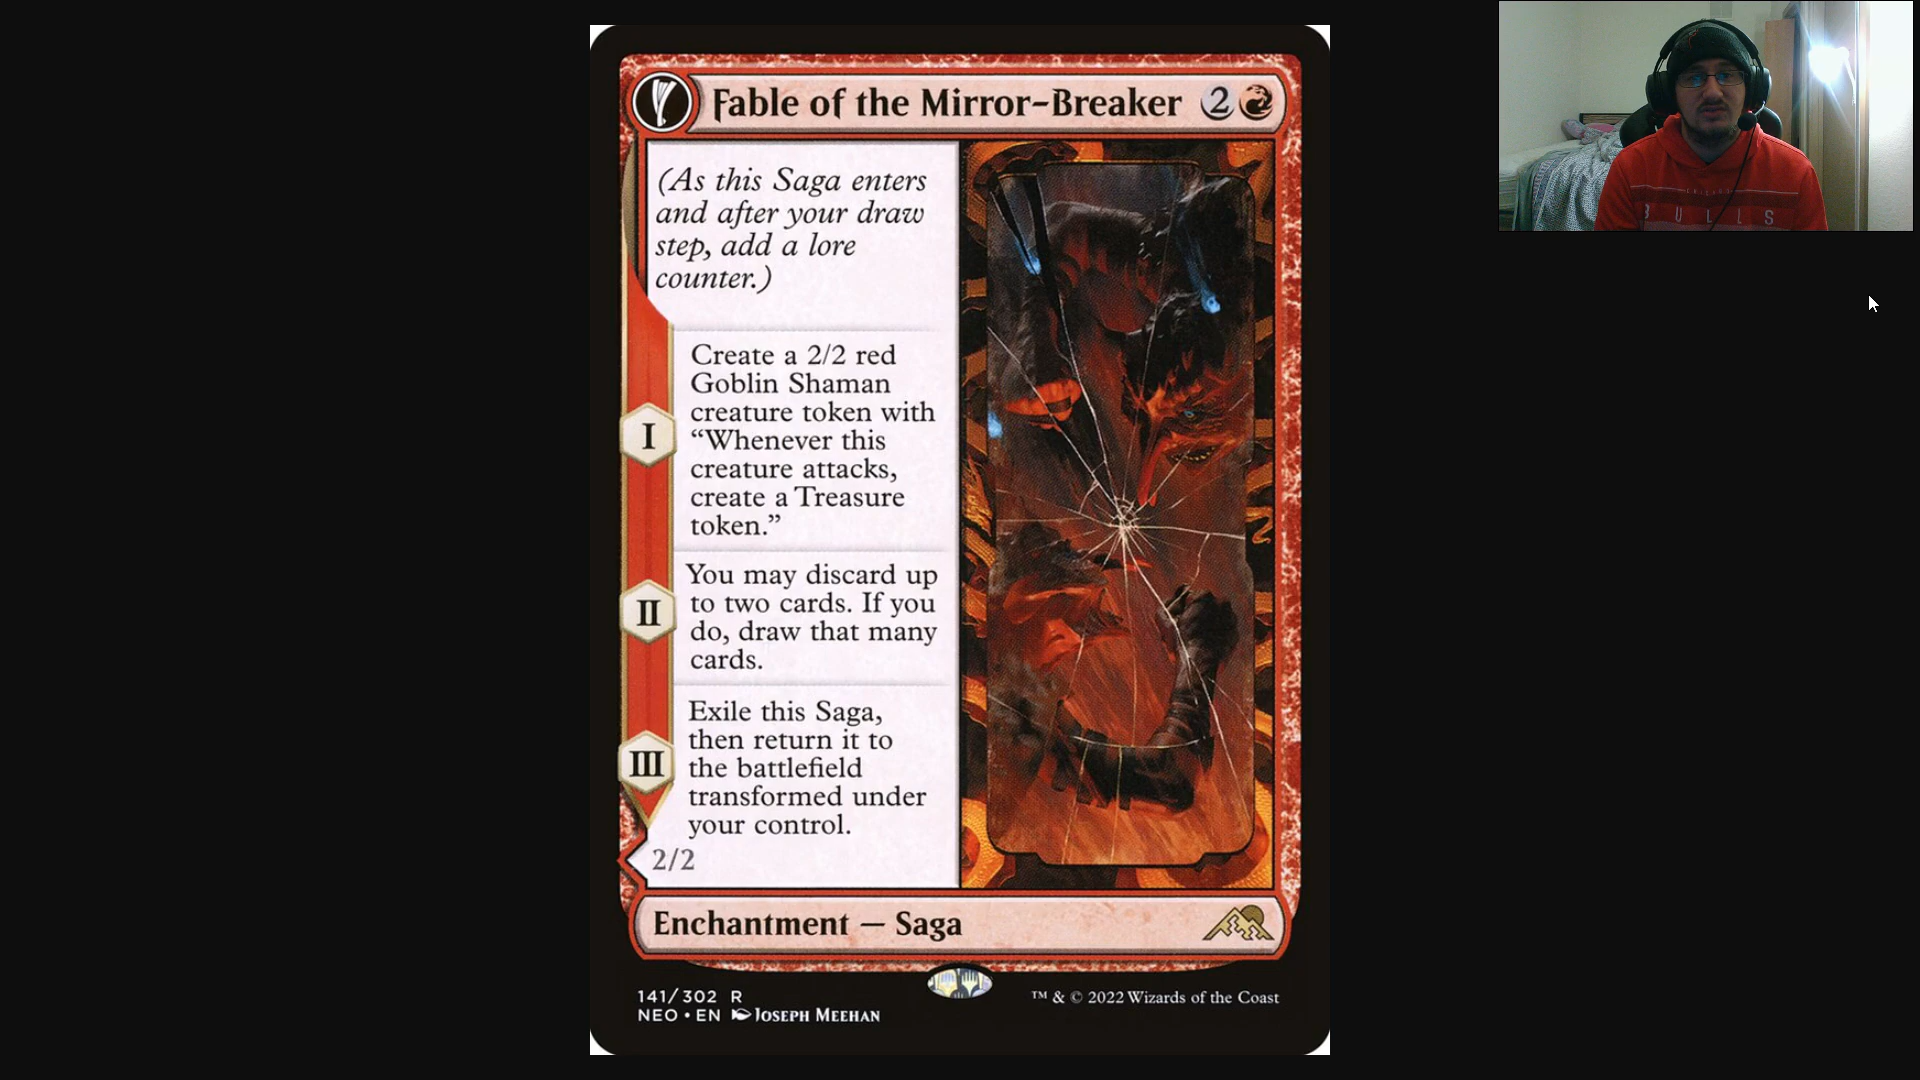 Fable of the Mirror-Breaker 2
(As this Saga enters
and after your draw
step, add a lore
counter.)
I
Create a 2/2 red
Goblin Shaman
creature token with
“Whenever this
creature attacks,
create a Treasure
token.”
II
You may discard up
to two cards. If you
do, draw that many
cards.
III
Exile this Saga,
then return it to
the battlefield
transformed under
your control.
2/2
Enchantment — Saga
141/302 R
NEO • EN JOSEPH MEEHAN
™ & © 2022 Wizards of the Coast
BULLS